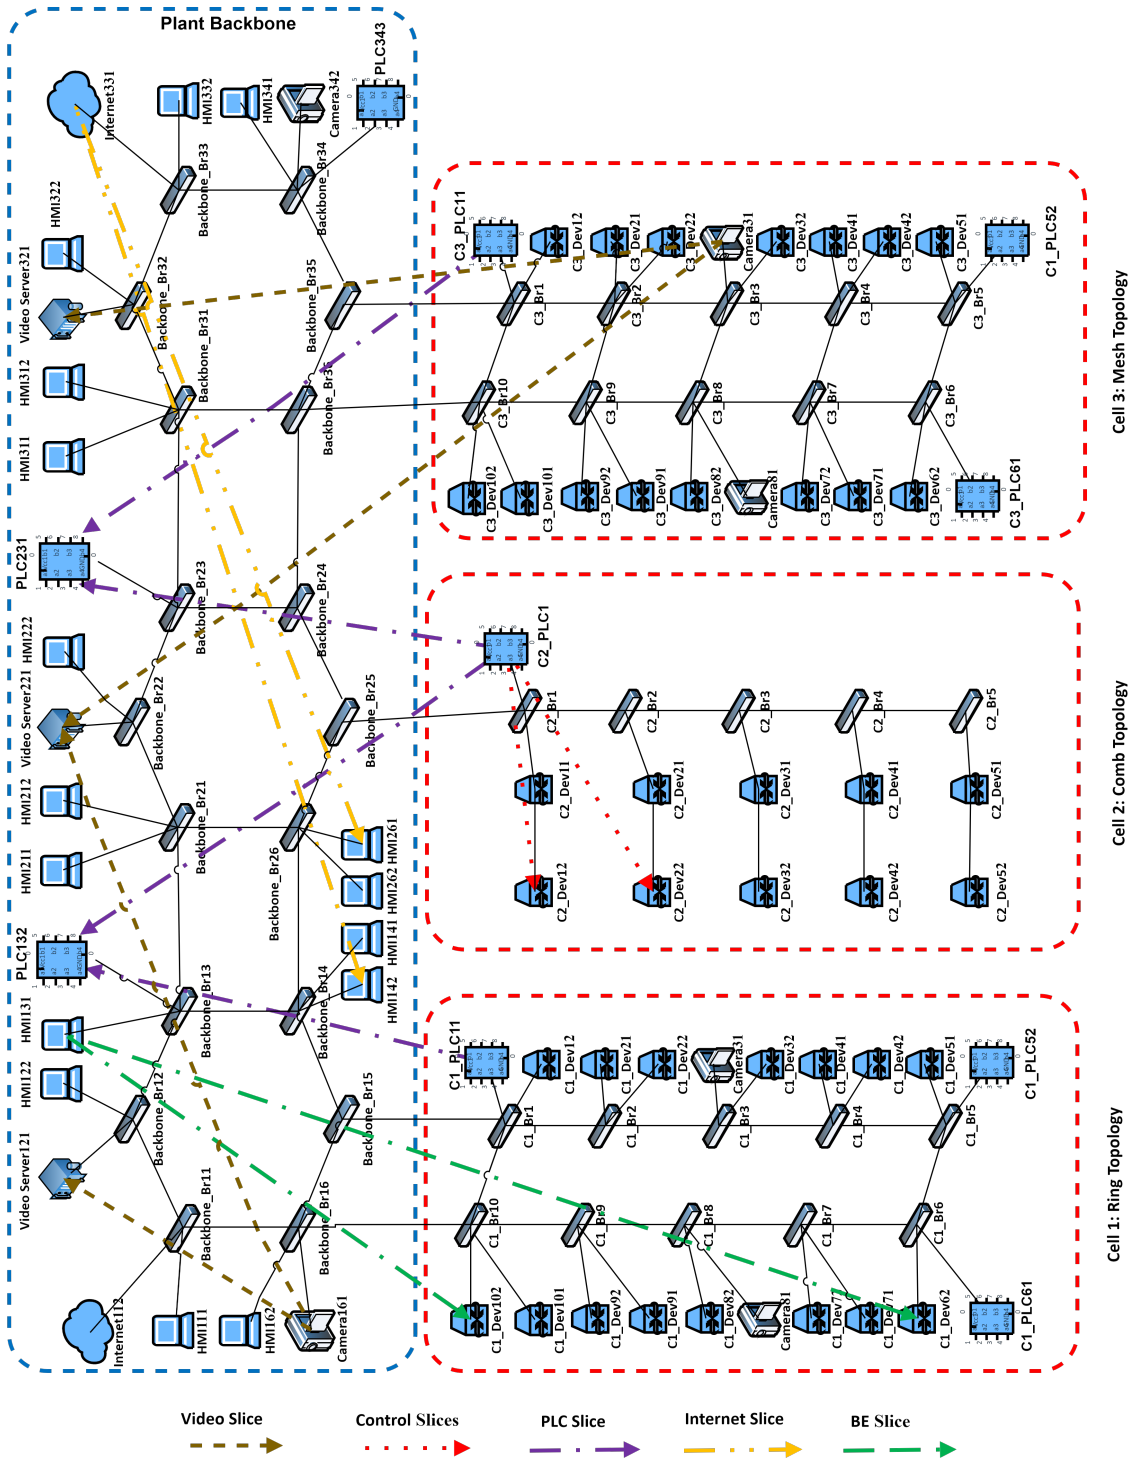 Plant Backbone
Internet331
HMI332
HMI341
Camera342
PLC343
Backbone_Br33
Backbone_Br34
HMI322
Video Server321
Backbone_Br32
Backbone_Br35
HMI312
Backbone_Br31
Backbone_Br36
HMI311
PLC231
Backbone_Br23
Backbone_Br24
HMI222
Video Server221
Backbone_Br22
Backbone_Br25
HMI212
Backbone_Br21
Backbone_Br26
HMI211
HMI261
HMI262
HMI141
HMI142
PLC132
Backbone_Br13
Backbone_Br14
HMI131
HMI122
Backbone_Br12
Backbone_Br15
Video Server121
Backbone_Br11
Backbone_Br16
Internet112
HMI111
HMI162
Camera161
C3_PLC11
C3_Dev12
C3_Dev21
C3_Dev22
Camera31
C3_Dev32
C3_Dev41
C3_Dev42
C3_Dev51
C1_PLC52
C3_Br1
C3_Br2
C3_Br3
C3_Br4
C3_Br5
C3_Br10
C3_Br9
C3_Br8
C3_Br7
C3_Br6
C3_Dev102
C3_Dev101
C3_Dev92
C3_Dev91
C3_Dev82
Camera81
C3_Dev72
C3_Dev71
C3_Dev62
C3_PLC61
Cell 3: Mesh Topology
C2_PLC1
C2_Br1
C2_Br2
C2_Br3
C2_Br4
C2_Br5
C2_Dev11
C2_Dev21
C2_Dev31
C2_Dev41
C2_Dev51
C2_Dev12
C2_Dev22
C2_Dev32
C2_Dev42
C2_Dev52
Cell 2: Comb Topology
C1_PLC11
C1_Dev12
C1_Dev21
C1_Dev22
Camera31
C1_Dev32
C1_Dev41
C1_Dev42
C1_Dev51
C1_PLC52
C1_Br1
C1_Br2
C1_Br3
C1_Br4
C1_Br5
C1_Br10
C1_Br9
C1_Br8
C1_Br7
C1_Br6
C1_Dev102
C1_Dev101
C1_Dev92
C1_Dev91
C1_Dev82
Camera81
C1_Dev72
C1_Dev71
C1_Dev62
C1_PLC61
Cell 1: Ring Topology
Video Slice
Control Slices
PLC Slice
Internet Slice
BE Slice